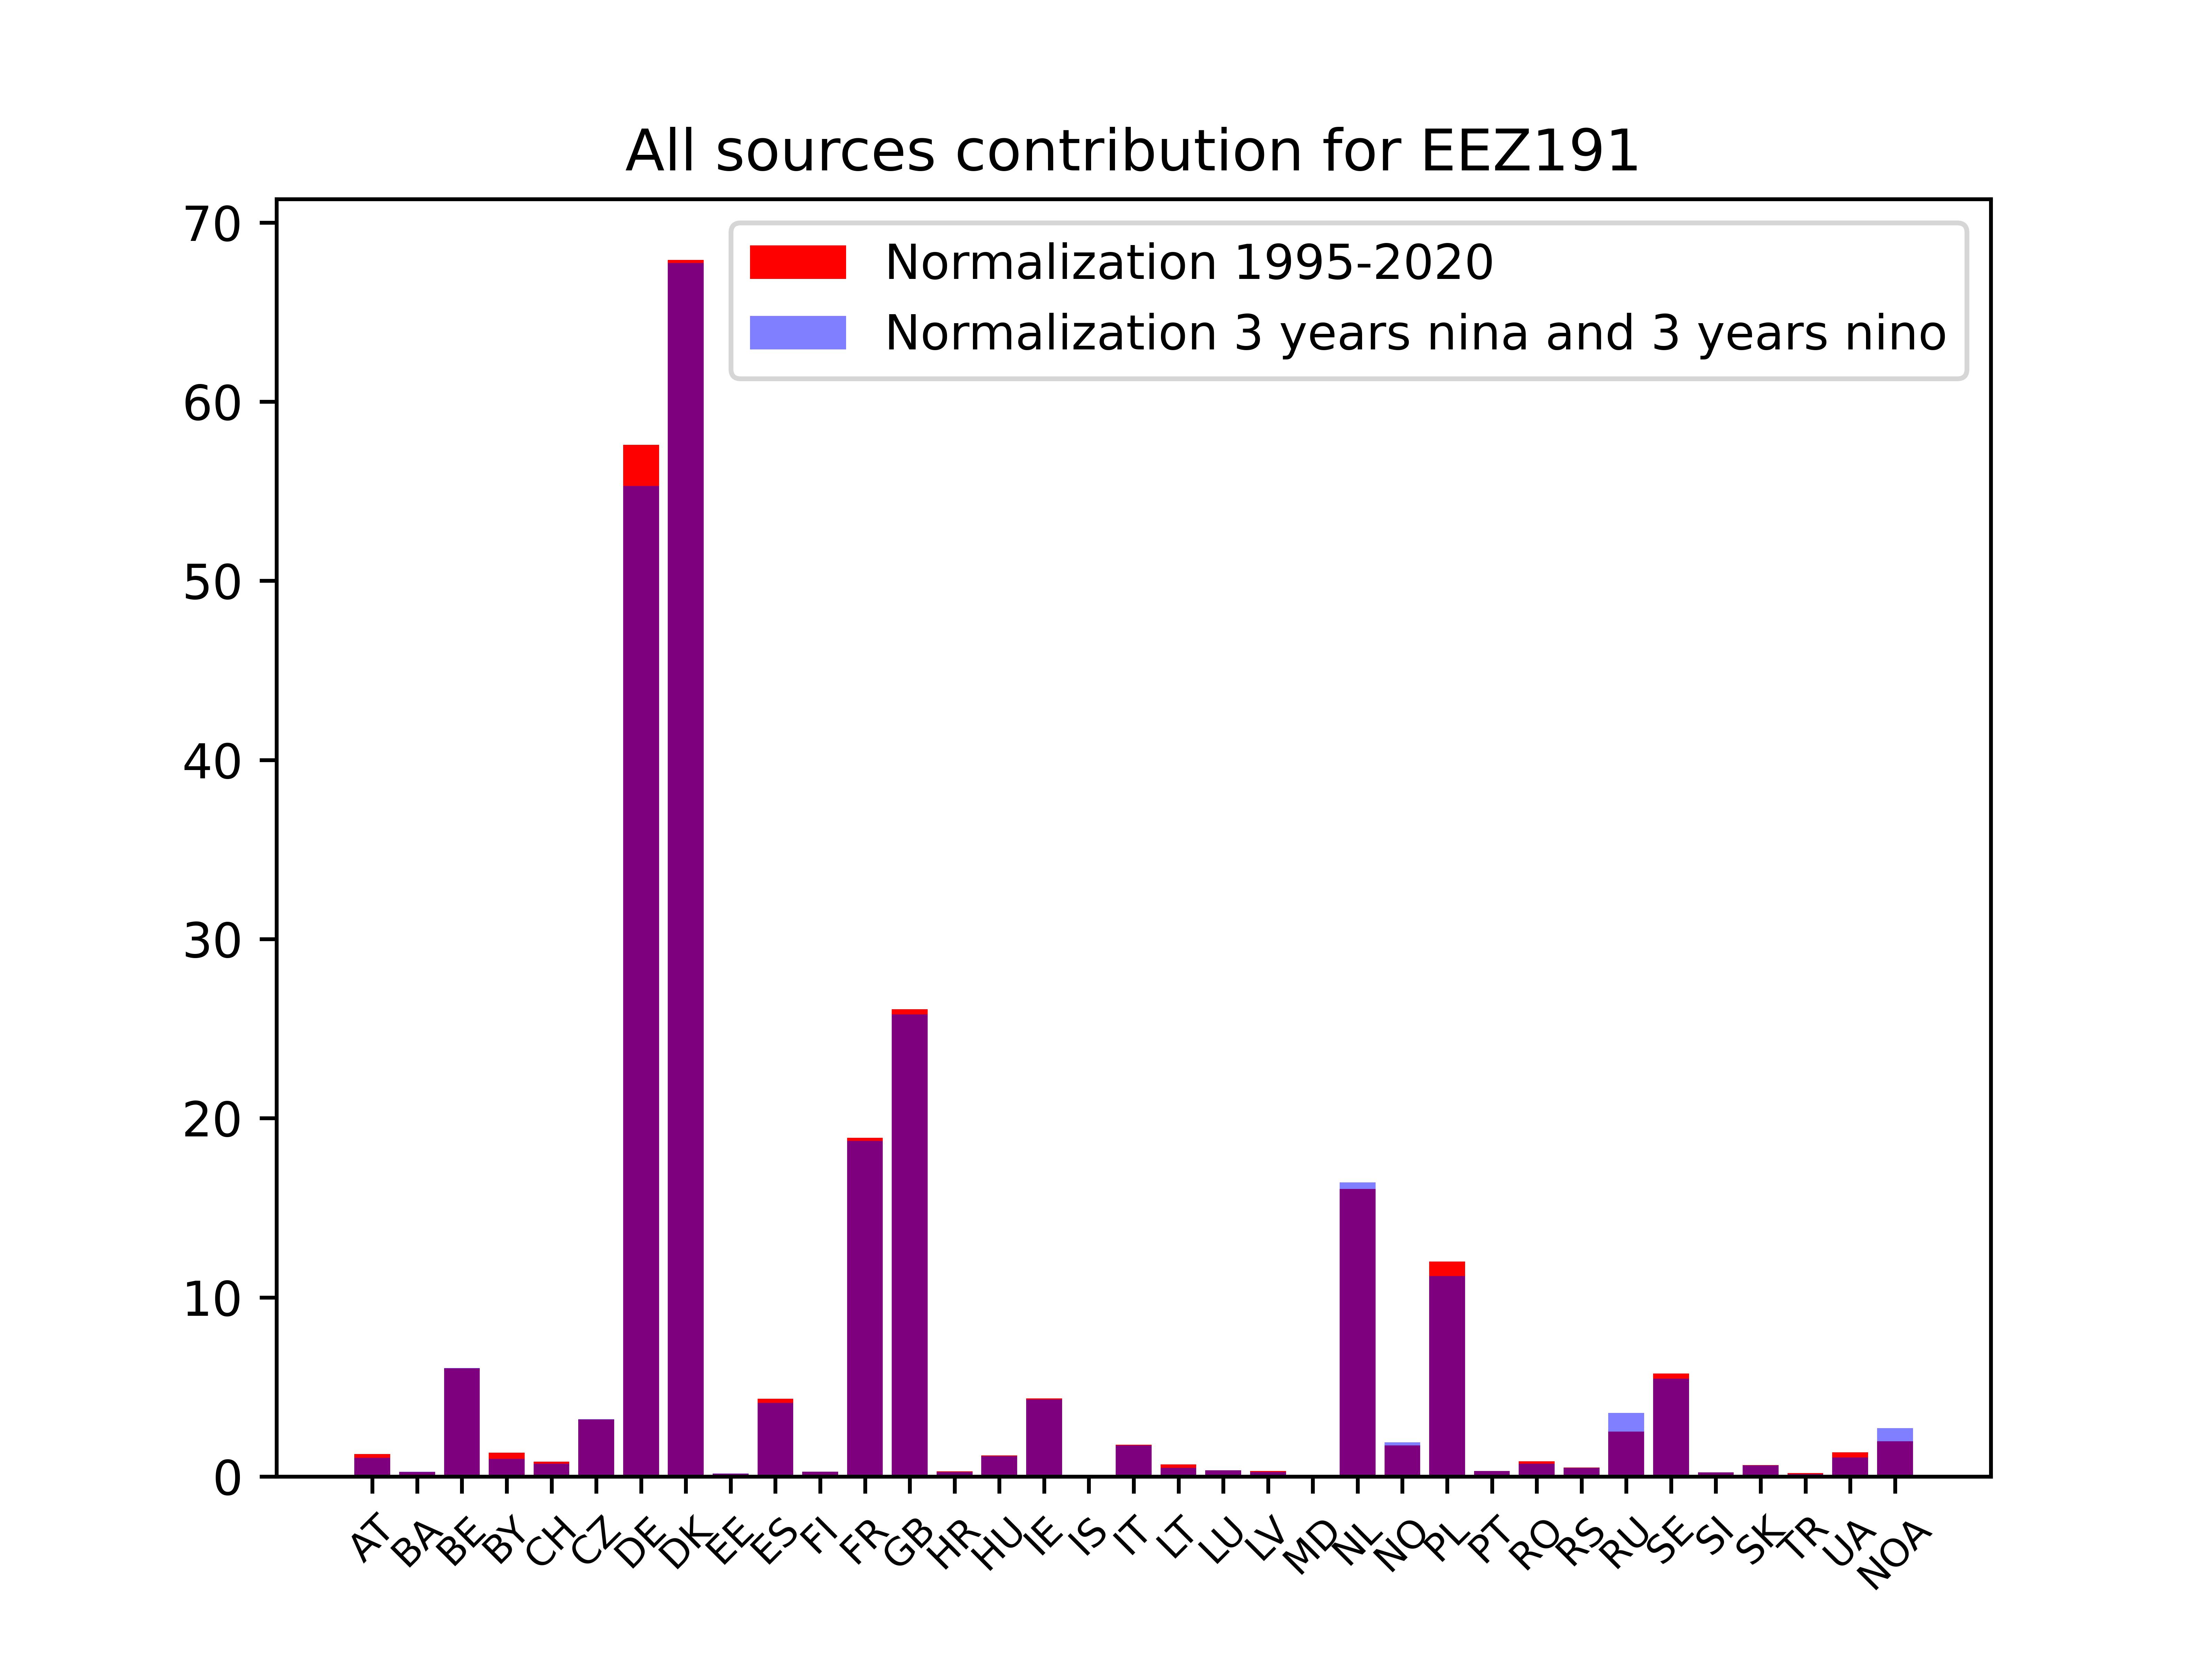 All sources contribution for EEZ191
70
60
50
40
30
20
10
0
Normalization 1995-2020
Normalization 3 years nina and 3 years nino
AT
BA
BE
BY
CH
CZ
DE
DK
EE
ES
FI
FR
GB
HR
HU
IE
IS
IT
LT
LU
LV
MD
NL
NO
PL
PT
RO
RS
RU
SE
SI
SK
TR
UA
NOA